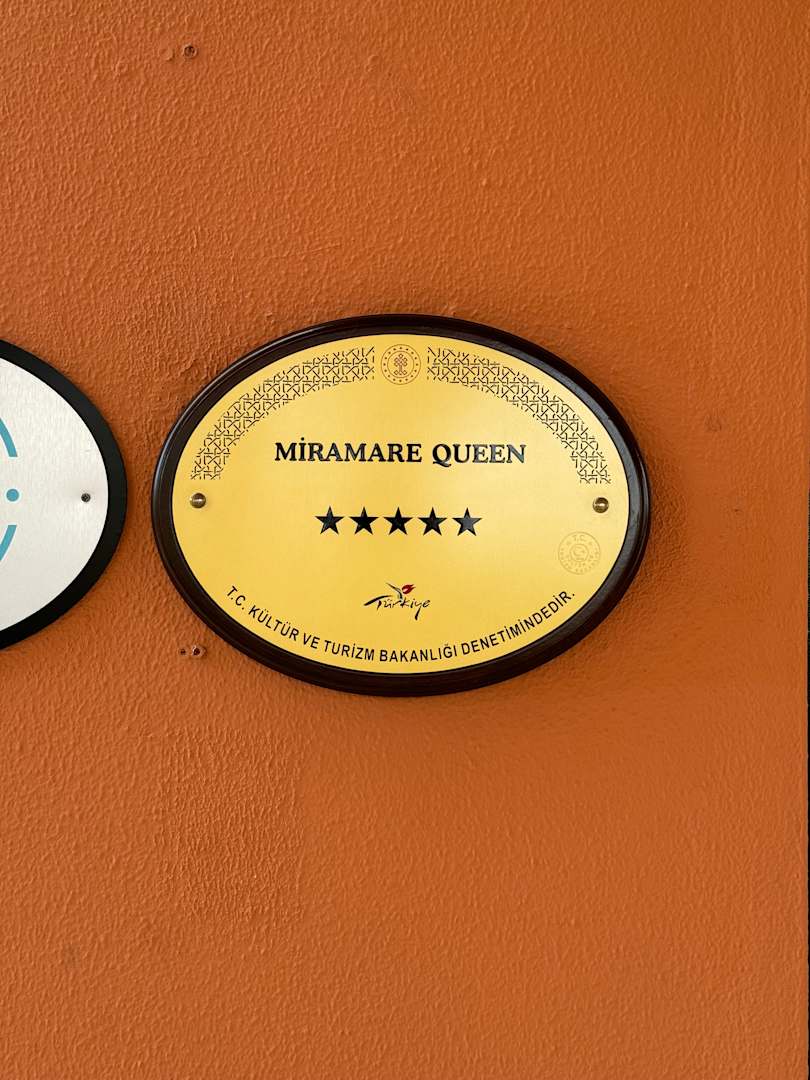 MİRAMARE QUEEN
Türkiye
T.C. KÜLTÜR VE TURİZM BAKANLIĞI DENETİMİNDEDİR.
T.C.